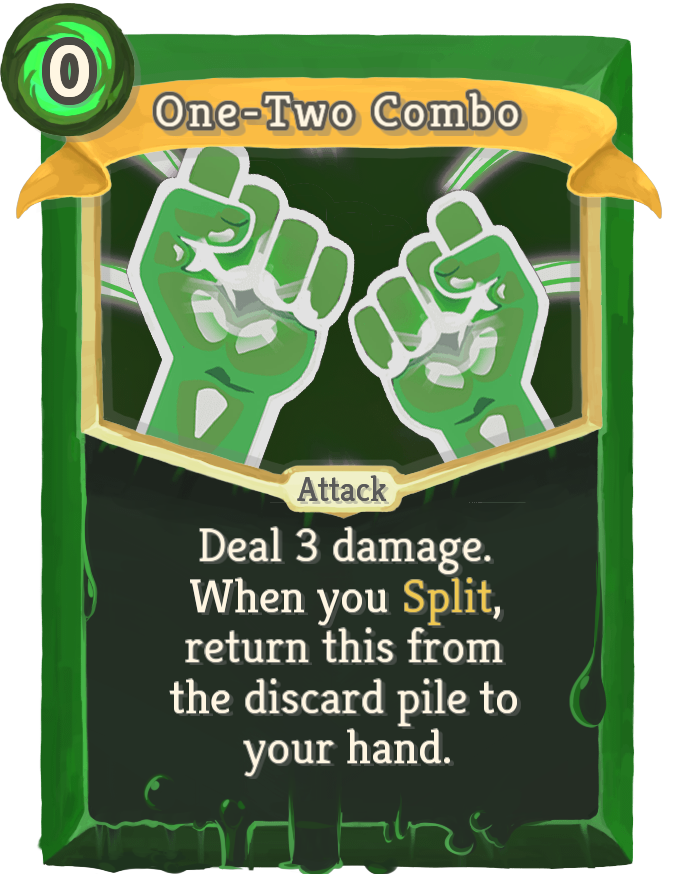 0
One-Two Combo
Attack
Deal 3 damage.
When you Split,
return this from
the discard pile to
your hand.